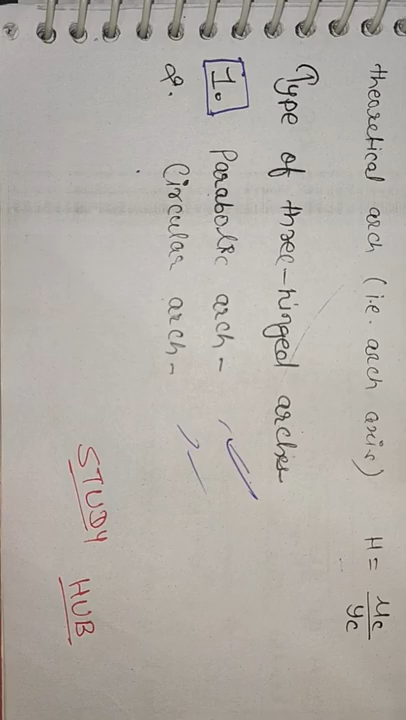 theoretical arch (i.e. arch axis) H = Mc/yc
Type of three-hinged arches
1. Parabolic arch -
2. Circular arch -
STUDY HUB